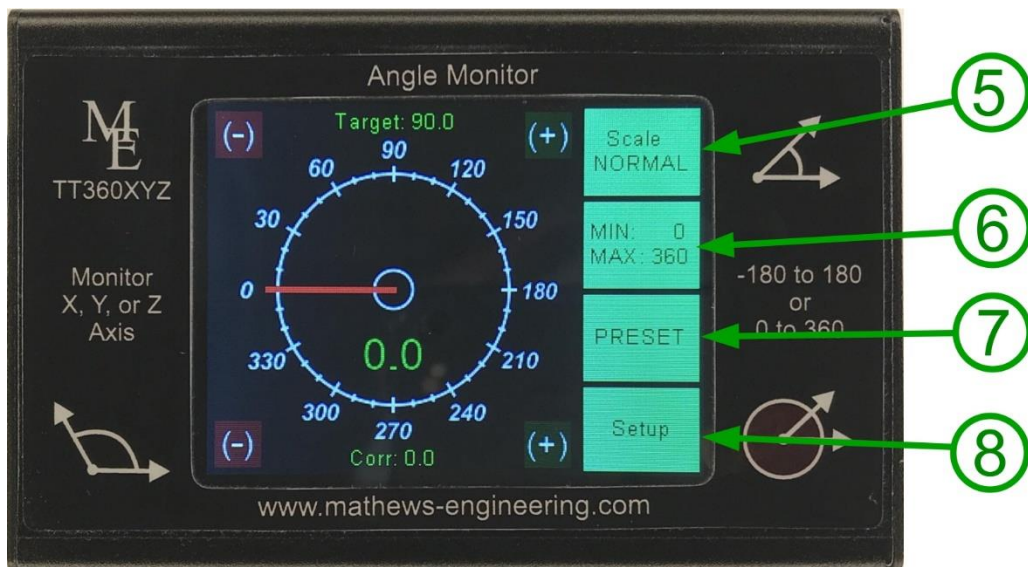 Angle Monitor
ME
TT360XYZ
Monitor
X, Y, or Z
Axis
(-)
Target: 90.0
(+)
0
30
60
90
120
150
180
210
240
270
300
330
0.0
(-)
Corr: 0.0
(+)
Scale
NORMAL
MIN: 0
MAX: 360
PRESET
Setup
-180 to 180
or
0 to 360
www.mathews-engineering.com
5
6
7
8